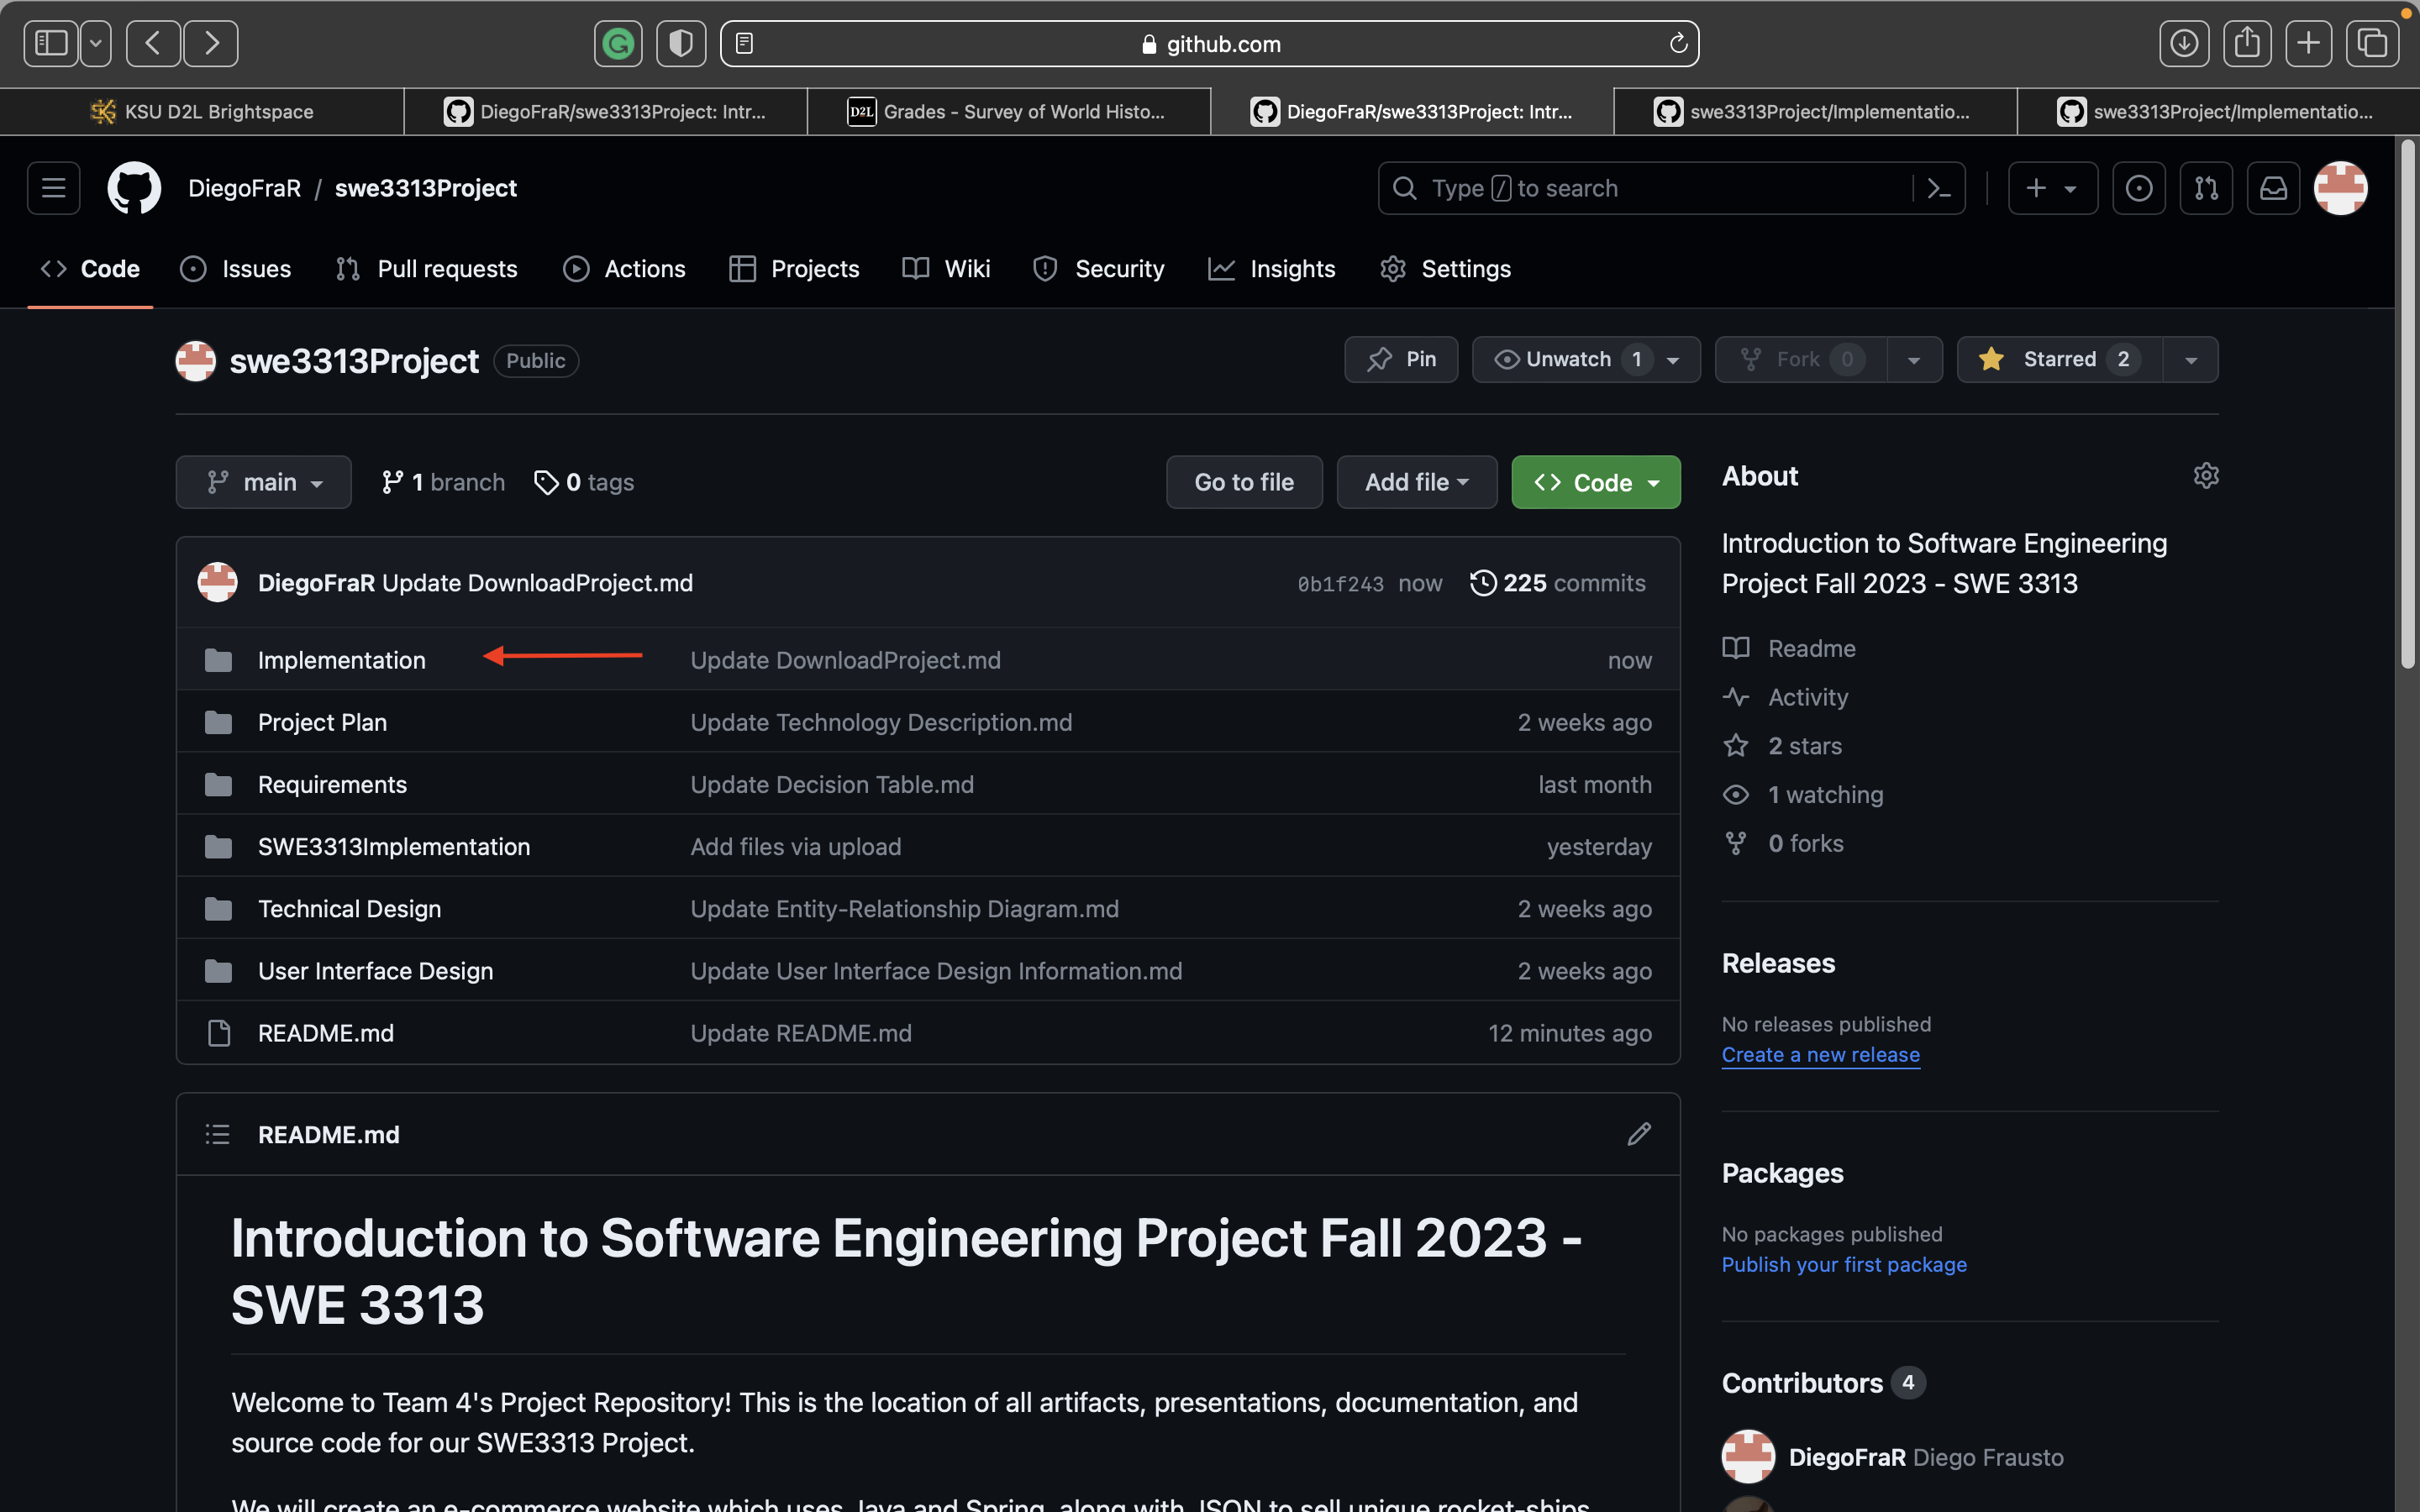 github.com
KSU D2L Brightspace
DiegoFraR/swe3313Project: Intr...
D2L Grades - Survey of World Histo...
DiegoFraR/swe3313Project: Intr...
swe3313Project/Implementatio...
swe3313Project/Implementatio...
DiegoFraR / swe3313Project
Type / to search
Code
Issues
Pull requests
Actions
Projects
Wiki
Security
Insights
Settings
swe3313Project Public
Pin
Unwatch 1
Fork 0
Starred 2
main
1 branch
0 tags
Go to file
Add file
Code
DiegoFraR Update DownloadProject.md 0b1f243 now 225 commits
Implementation Update DownloadProject.md now
Project Plan Update Technology Description.md 2 weeks ago
Requirements Update Decision Table.md last month
SWE3313Implementation Add files via upload yesterday
Technical Design Update Entity-Relationship Diagram.md 2 weeks ago
User Interface Design Update User Interface Design Information.md 2 weeks ago
README.md Update README.md 12 minutes ago
README.md
Introduction to Software Engineering Project Fall 2023 -
SWE 3313
Welcome to Team 4's Project Repository! This is the location of all artifacts, presentations, documentation, and
source code for our SWE3313 Project.
We will create an e-commerce website which uses Java and Spring, along with JSON to sell unique rocket-ships
About
Introduction to Software Engineering
Project Fall 2023 - SWE 3313
Readme
Activity
2 stars
1 watching
0 forks
Releases
No releases published
Create a new release
Packages
No packages published
Publish your first package
Contributors 4
DiegoFraR Diego Frausto